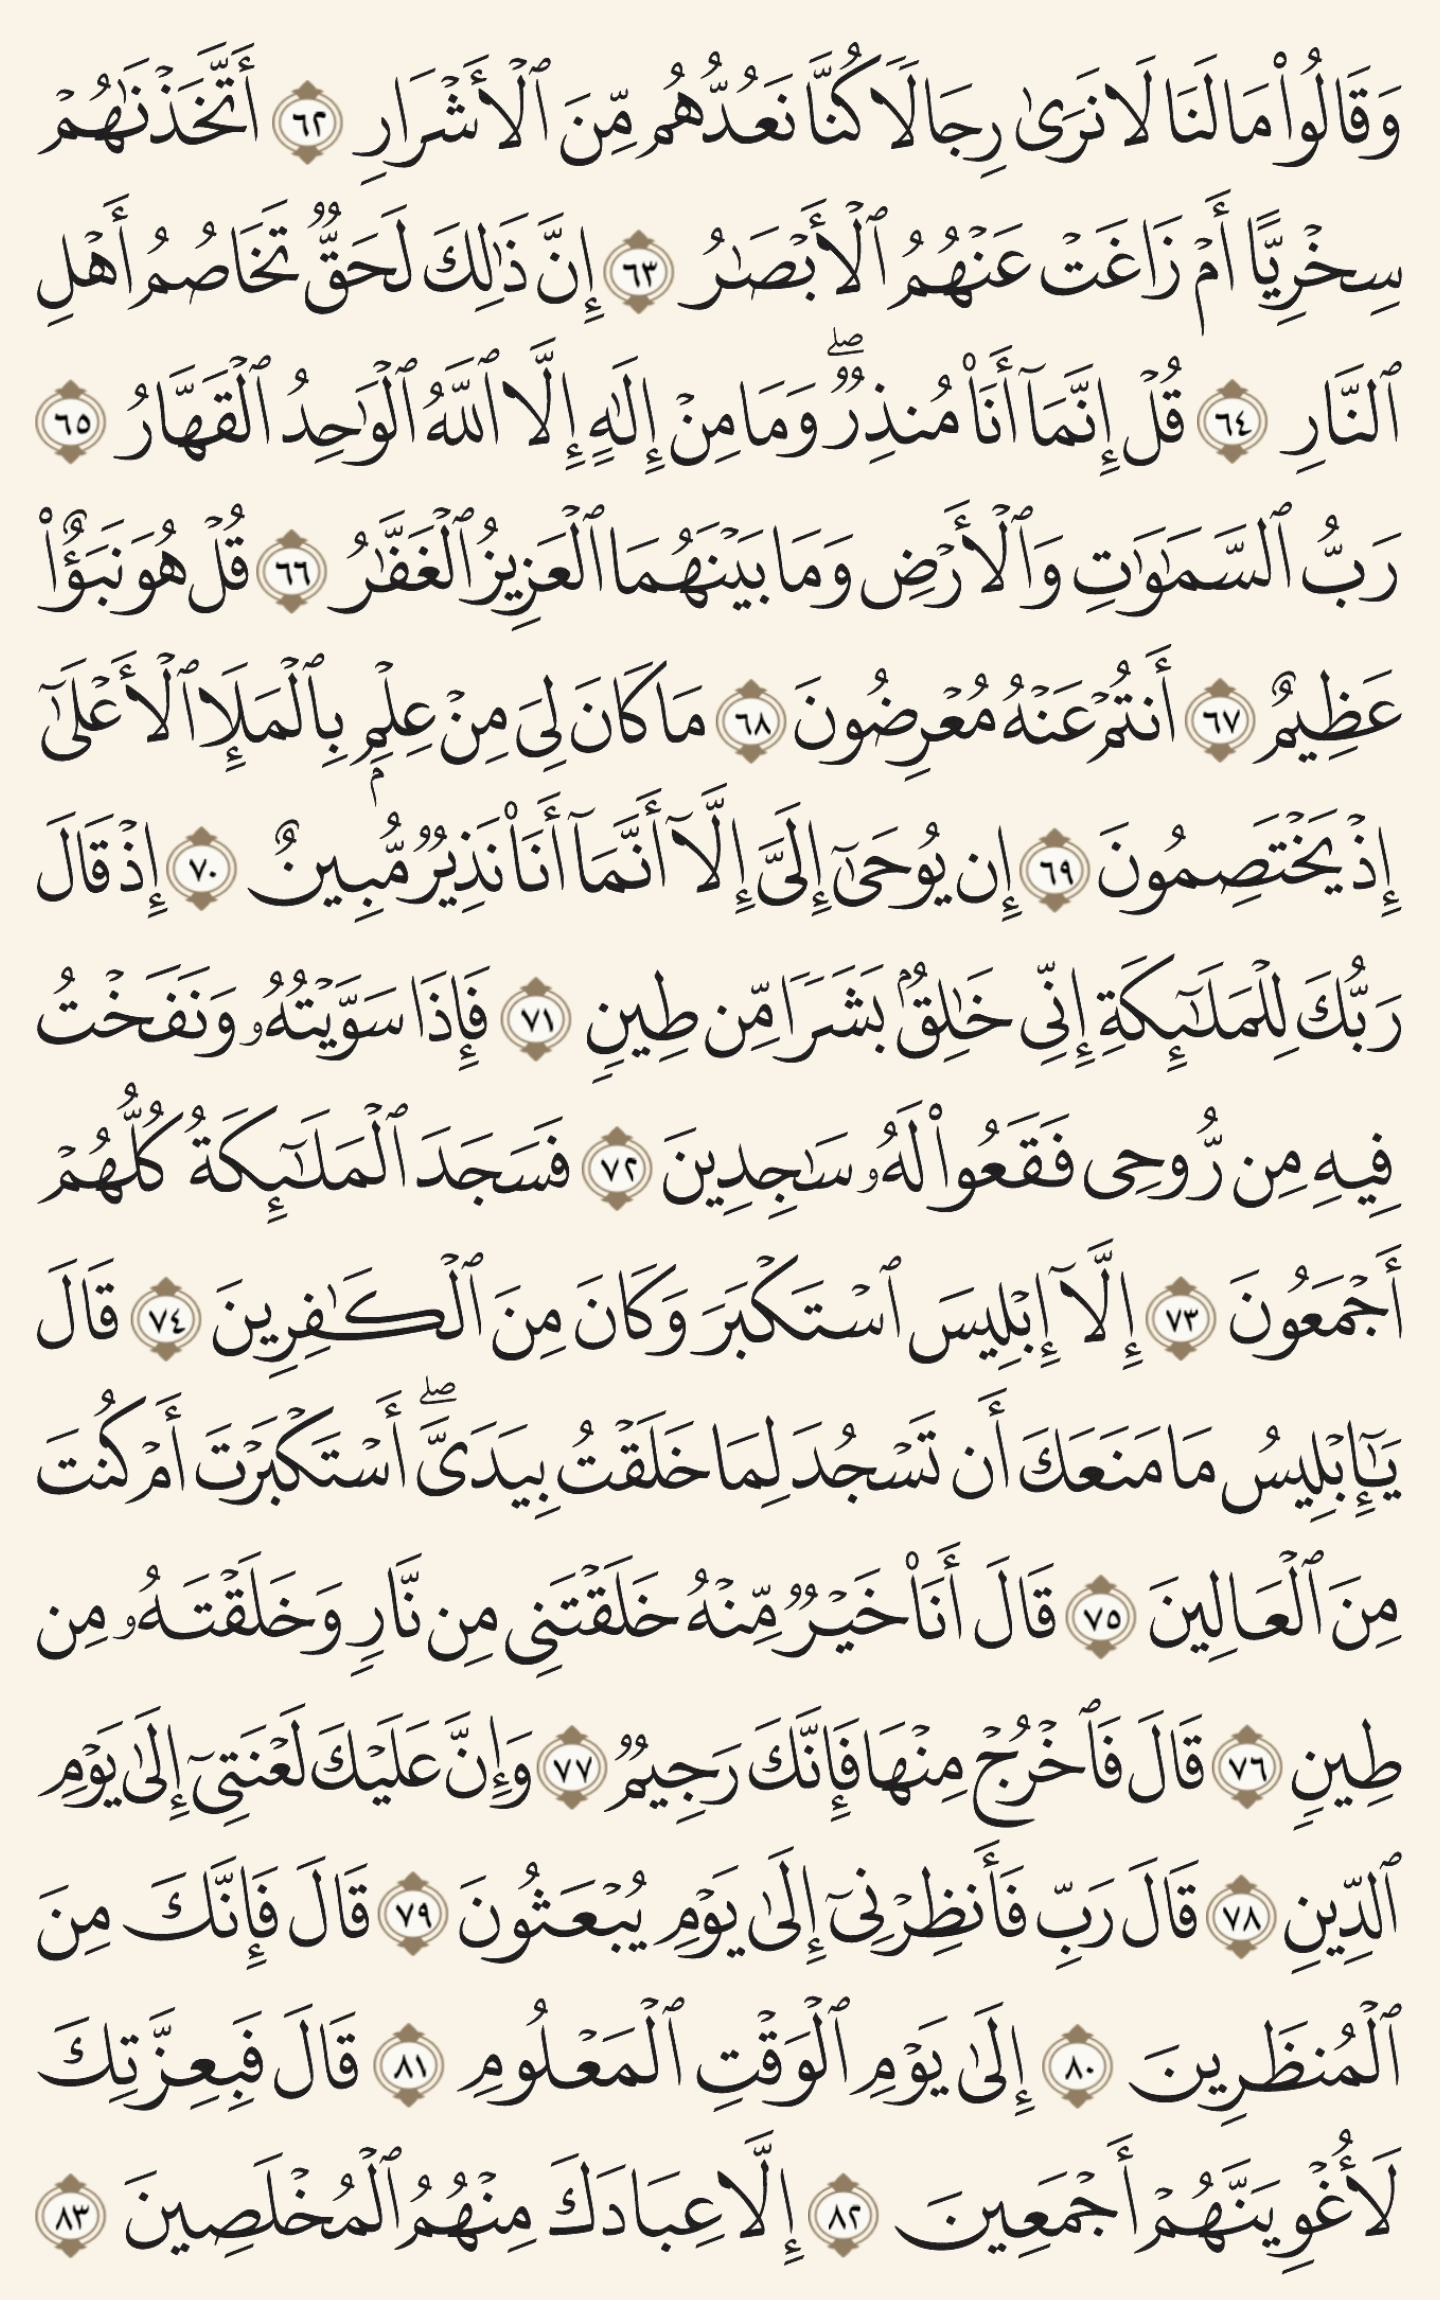 وَقَالُوا۟ مَا لَنَا لَا نَرَىٰ رِجَالًا كُنَّا نَعُدُّهُم مِّنَ ٱلْأَشْرَارِ ٦٢ أَتَّخَذْنَـٰهُمْ
سِخْرِيًّا أَمْ زَاغَتْ عَنْهُمُ ٱلْأَبْصَـٰرُ ٦٣ إِنَّ ذَٰلِكَ لَحَقٌّ تَخَاصُمُ أَهْلِ
ٱلنَّارِ ٦٤ قُلْ إِنَّمَآ أَنَا۠ مُنذِرٌ ۖ وَمَا مِنْ إِلَـٰهٍ إِلَّا ٱللَّهُ ٱلْوَٰحِدُ ٱلْقَهَّارُ ٦٥
رَبُّ ٱلسَّمَـٰوَٰتِ وَٱلْأَرْضِ وَمَا بَيْنَهُمَا ٱلْعَزِيزُ ٱلْغَفَّـٰرُ ٦٦ قُلْ هُوَ نَبَؤٌا۟
عَظِيمٌ ٦٧ أَنتُمْ عَنْهُ مُعْرِضُونَ ٦٨ مَا كَانَ لِىَ مِنْ عِلْمٍۭ بِٱلْمَلَإِ ٱلْأَعْلَىٰٓ
إِذْ يَخْتَصِمُونَ ٦٩ إِن يُوحَىٰٓ إِلَىَّ إِلَّآ أَنَّمَآ أَنَا۠ نَذِيرٌ مُّبِينٌ ٧٠ إِذْ قَالَ
رَبُّكَ لِلْمَلَـٰٓئِكَةِ إِنِّى خَـٰلِقٌۢ بَشَرًا مِّن طِينٍ ٧١ فَإِذَا سَوَّيْتُهُۥ وَنَفَخْتُ
فِيهِ مِن رُّوحِى فَقَعُوا۟ لَهُۥ سَـٰجِدِينَ ٧٢ فَسَجَدَ ٱلْمَلَـٰٓئِكَةُ كُلُّهُمْ
أَجْمَعُونَ ٧٣ إِلَّآ إِبْلِيسَ ٱسْتَكْبَرَ وَكَانَ مِنَ ٱلْكَـٰفِرِينَ ٧٤ قَالَ
يَـٰٓإِبْلِيسُ مَا مَنَعَكَ أَن تَسْجُدَ لِمَا خَلَقْتُ بِيَدَىَّ ۖ أَسْتَكْبَرْتَ أَمْ كُنتَ
مِنَ ٱلْعَالِينَ ٧٥ قَالَ أَنَا۠ خَيْرٌ مِّنْهُ خَلَقْتَنِى مِن نَّارٍ وَخَلَقْتَهُۥ مِن
طِينٍ ٧٦ قَالَ فَٱخْرُجْ مِنْهَا فَإِنَّكَ رَجِيمٌ ٧٧ وَإِنَّ عَلَيْكَ لَعْنَتِىٓ إِلَىٰ يَوْمِ
ٱلدِّينِ ٧٨ قَالَ رَبِّ فَأَنظِرْنِىٓ إِلَىٰ يَوْمِ يُبْعَثُونَ ٧٩ قَالَ فَإِنَّكَ مِنَ
ٱلْمُنظَرِينَ ٨٠ إِلَىٰ يَوْمِ ٱلْوَقْتِ ٱلْمَعْلُومِ ٨١ قَالَ فَبِعِزَّتِكَ
لَأُغْوِيَنَّهُمْ أَجْمَعِينَ ٨٢ إِلَّا عِبَادَكَ مِنْهُمُ ٱلْمُخْلَصِينَ ٨٣